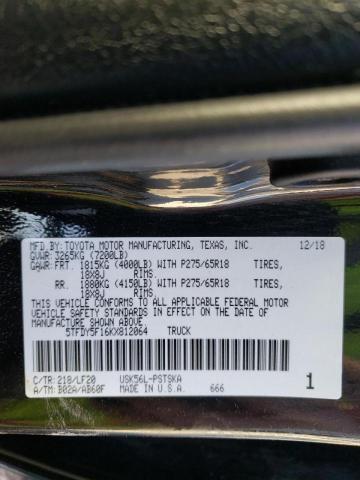 MFD.BY:TOYOTA MOTOR MANUFACTURING, TEXAS, INC. 12/18
GVWR:3265KG (7200LB)
GAWR:FRT. 1815KG (4000LB) WITH P275/65R18 TIRES,
18X8J RIMS.
RR. 1880KG (4150LB) WITH P275/65R18 TIRES,
18X8J RIMS.
THIS VEHICLE CONFORMS TO ALL APPLICABLE FEDERAL MOTOR
VEHICLE SAFETY STANDARDS IN EFFECT ON THE DATE OF
MANUFACTURE SHOWN ABOVE.
5TFDY5F16KX812064 TRUCK
C/TR:218/LF20 USK56L-PSTSKA
A/TM:B02A/AB60F MADE IN U.S.A. 666 1